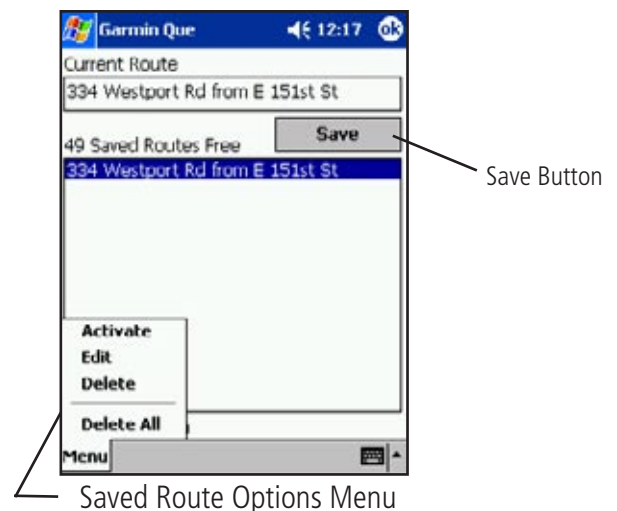 Garmin Que 12:17 ok
Current Route
334 Westport Rd from E 151st St
49 Saved Routes Free
Save
Save Button
334 Westport Rd from E 151st St
Activate
Edit
Delete
Delete All
Menu
Saved Route Options Menu